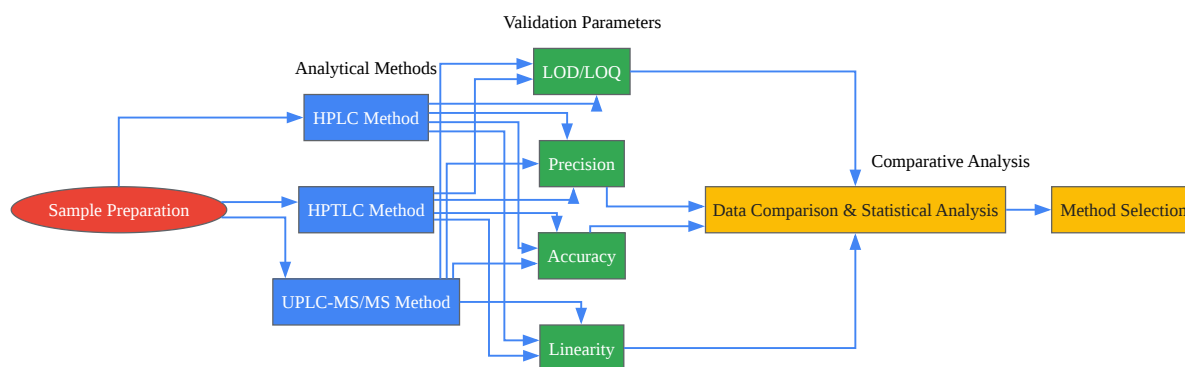 Validation Parameters
Analytical Methods
LOD/LOQ
HPLC Method
Precision
Comparative Analysis
Sample Preparation
HPTLC Method
Data Comparison & Statistical Analysis
Method Selection
Accuracy
UPLC-MS/MS Method
Linearity